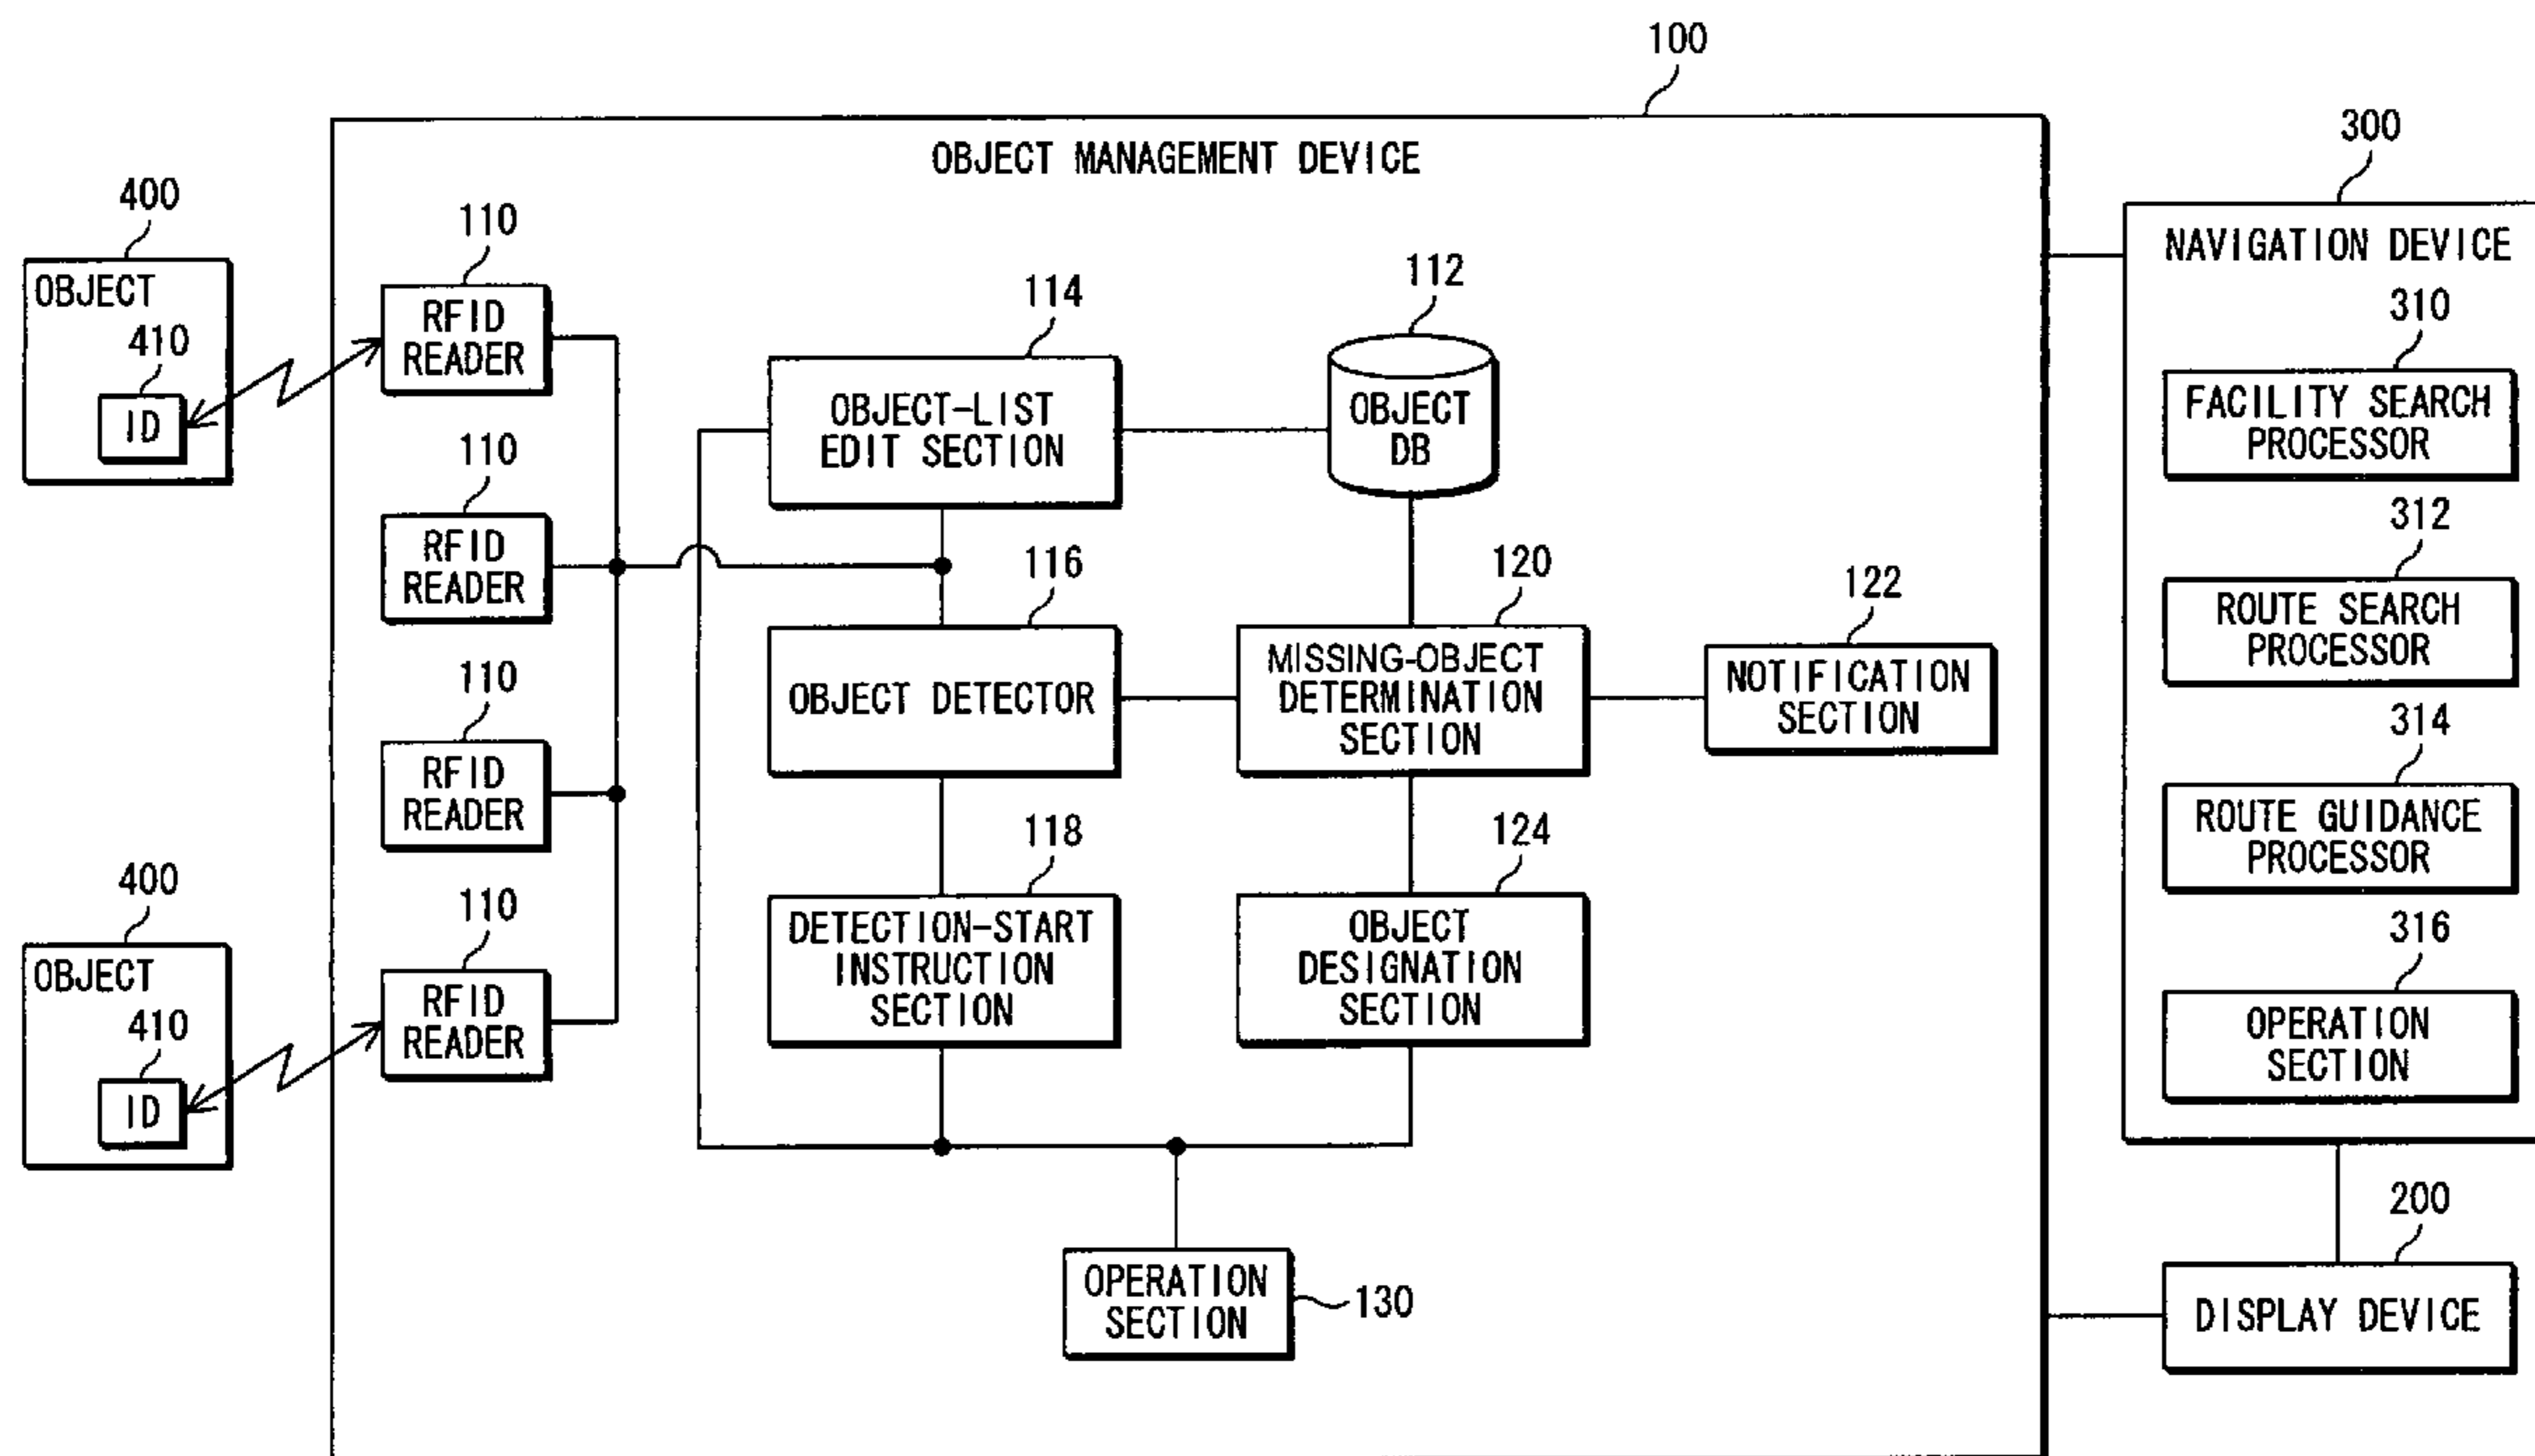 100
OBJECT MANAGEMENT DEVICE
400
OBJECT
410
ID
110
RFID
READER
110
RFID
READER
110
RFID
READER
110
RFID
READER
400
OBJECT
410
ID
114
OBJECT-LIST
EDIT SECTION
112
OBJECT
DB
116
OBJECT DETECTOR
120
MISSING-OBJECT
DETERMINATION
SECTION
122
NOTIFICATION
SECTION
118
DETECTION-START
INSTRUCTION
SECTION
124
OBJECT
DESIGNATION
SECTION
OPERATION
SECTION
130
300
NAVIGATION DEVICE
310
FACILITY SEARCH
PROCESSOR
312
ROUTE SEARCH
PROCESSOR
314
ROUTE GUIDANCE
PROCESSOR
316
OPERATION
SECTION
200
DISPLAY DEVICE